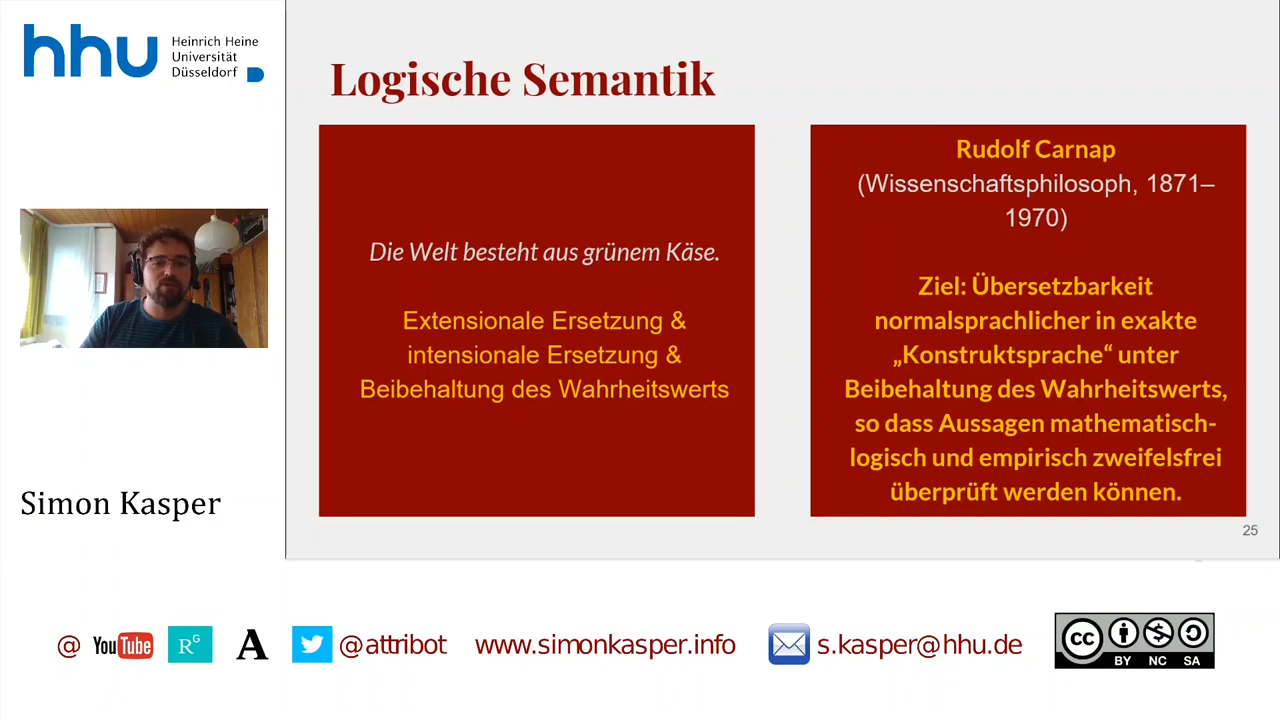 hhu
Heinrich Heine
Universität
Düsseldorf
Simon Kasper
Logische Semantik
Die Welt besteht aus grünem Käse.
Extensionale Ersetzung &
intensionale Ersetzung &
Beibehaltung des Wahrheitswerts
Rudolf Carnap
(Wissenschaftsphilosoph, 1871–
1970)
Ziel: Übersetzbarkeit
normalsprachlicher in exakte
„Konstruktsprache“ unter
Beibehaltung des Wahrheitswerts,
so dass Aussagen mathematisch-
logisch und empirisch zweifelsfrei
überprüft werden können.
25
@ YouTube RG A @attribot www.simonkasper.info s.kasper@hhu.de
cc BY NC SA